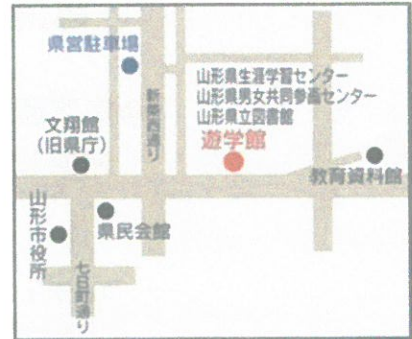 県営駐車場
山形県生涯学習センター
山形県男女共同参画センター
山形県立図書館
遊学館
新築西通り
文翔館
(旧県庁)
教育資料館
県民会館
山形市役所
七日町通り